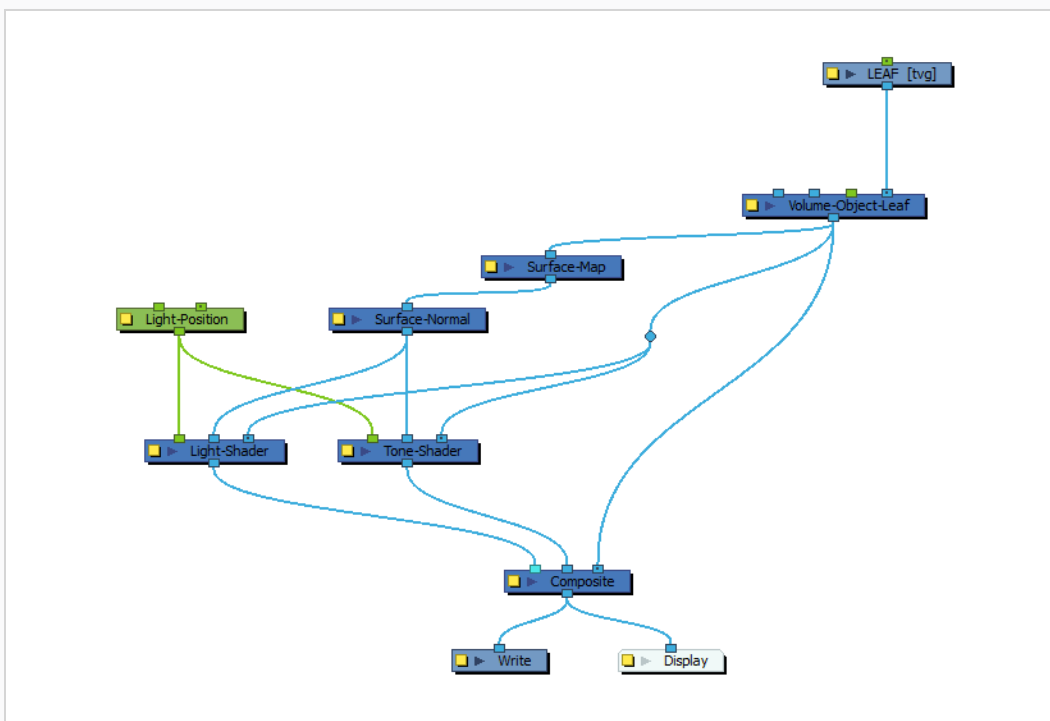 LEAF [tvg]
Volume-Object-Leaf
Surface-Map
Light-Position
Surface-Normal
Light-Shader
Tone-Shader
Composite
Write
Display